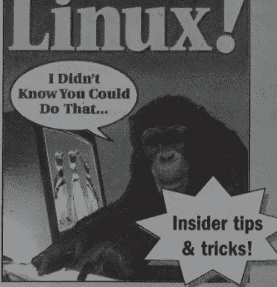 Linux!
I Didn't
Know You Could
Do That...
Insider tips
& tricks!